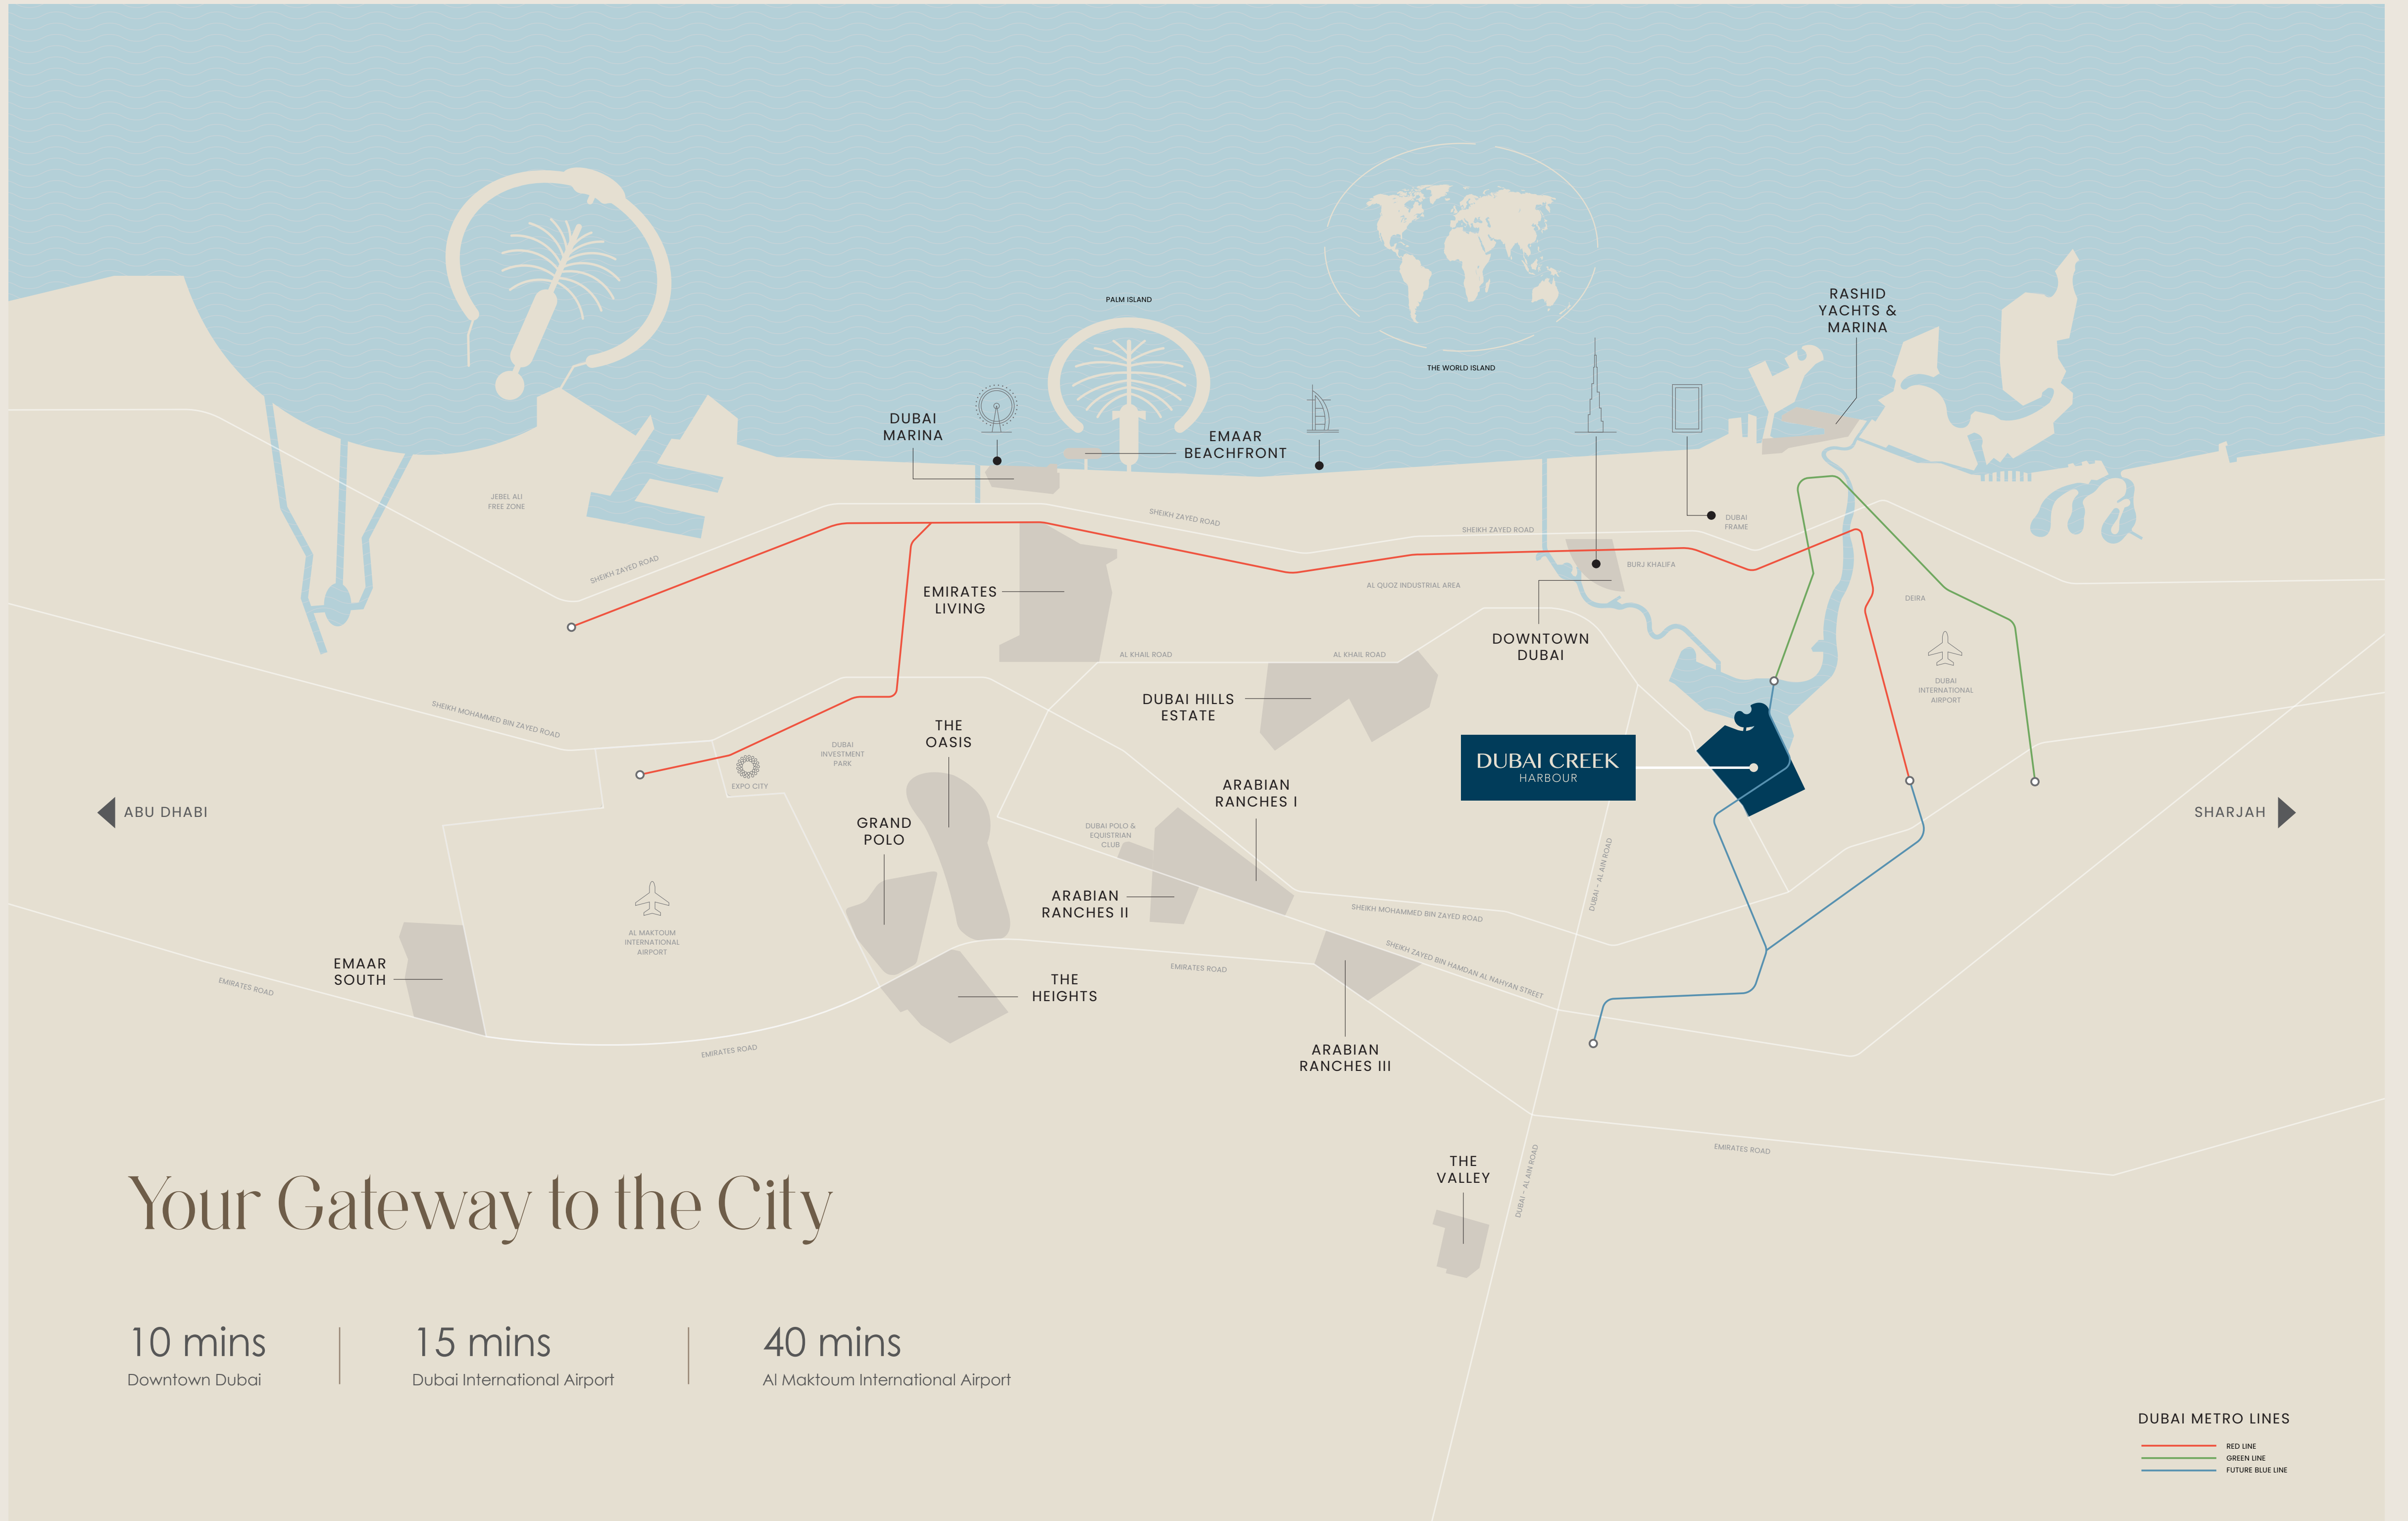 PALM ISLAND
THE WORLD ISLAND
RASHID
YACHTS &
MARINA
DUBAI
MARINA
EMAAR
BEACHFRONT
JEBEL ALI
FREE ZONE
SHEIKH ZAYED ROAD
SHEIKH ZAYED ROAD
SHEIKH ZAYED ROAD
DUBAI
FRAME
BURJ KHALIFA
AL QUOZ INDUSTRIAL AREA
EMIRATES
LIVING
DEIRA
DOWNTOWN
DUBAI
AL KHAIL ROAD
AL KHAIL ROAD
DUBAI
INTERNATIONAL
AIRPORT
DUBAI HILLS
ESTATE
SHEIKH MOHAMMED BIN ZAYED ROAD
THE
OASIS
DUBAI
INVESTMENT
PARK
EXPO CITY
DUBAI CREEK
HARBOUR
ARABIAN
RANCHES I
ABU DHABI
SHARJAH
GRAND
POLO
DUBAI POLO &
EQUISTRIAN
CLUB
DUBAI - AL AIN ROAD
ARABIAN
RANCHES II
SHEIKH MOHAMMED BIN ZAYED ROAD
AL MAKTOUM
INTERNATIONAL
AIRPORT
SHEIKH ZAYED BIN HAMDAN AL NAHYAN STREET
EMAAR
SOUTH
EMIRATES ROAD
EMIRATES ROAD
THE
HEIGHTS
EMIRATES ROAD
ARABIAN
RANCHES III
EMIRATES ROAD
THE
VALLEY
DUBAI - AL AIN ROAD
Your Gateway to the City
10 mins
Downtown Dubai
15 mins
Dubai International Airport
40 mins
Al Maktoum International Airport
DUBAI METRO LINES
RED LINE
GREEN LINE
FUTURE BLUE LINE